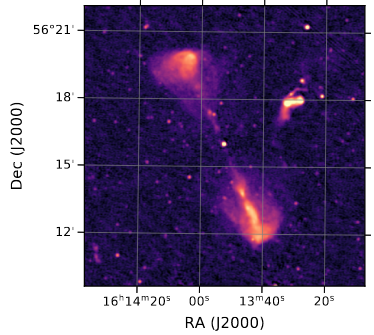 56°21'
18'
15'
12'
Dec (J2000)
16ʰ14ᵐ20ˢ 00ˢ 13ᵐ40ˢ 20ˢ
RA (J2000)